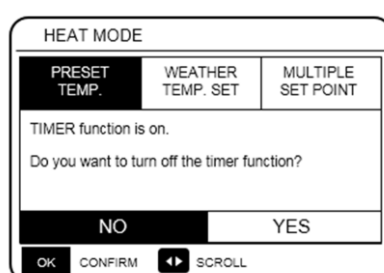 HEAT MODE
PRESET TEMP.
WEATHER TEMP. SET
MULTIPLE SET POINT
TIMER function is on.
Do you want to turn off the timer function?
NO
YES
OK CONFIRM SCROLL